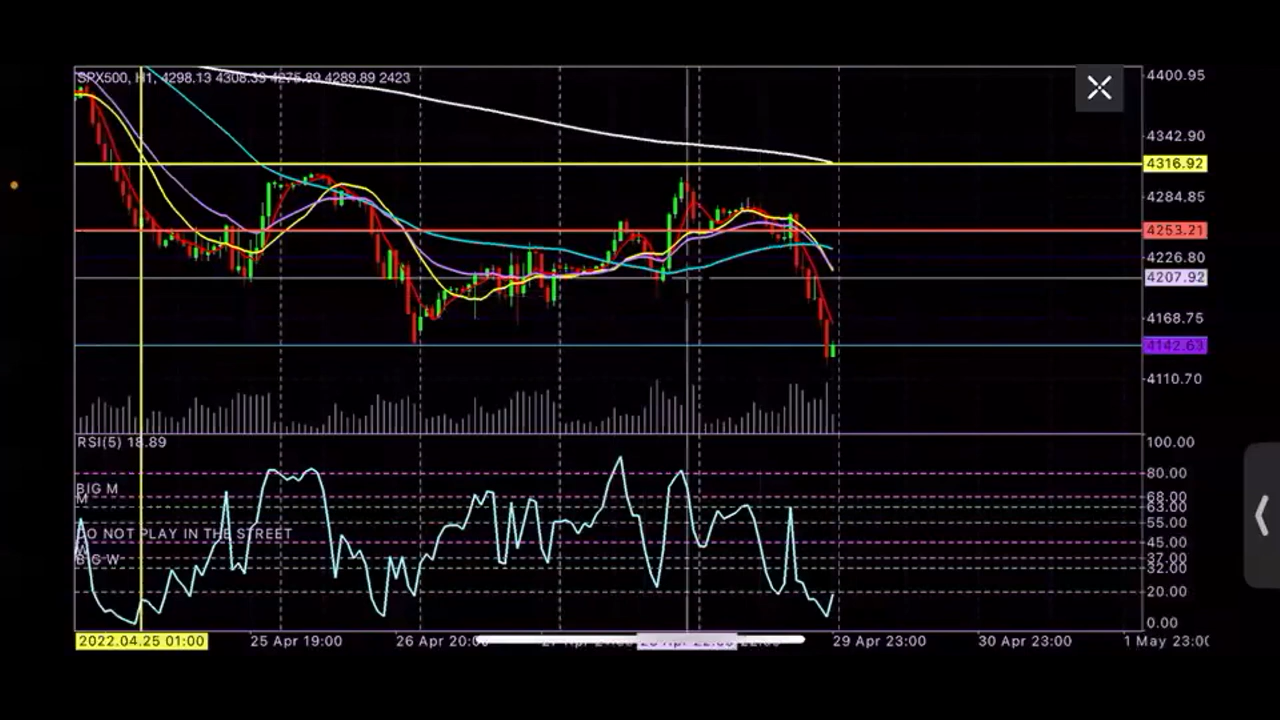 SPX500, H1, 4298.13 4308.39 4275.89 4289.89 2423
4400.95
4342.90
4316.92
4284.85
4253.21
4226.80
4207.92
4168.75
4142.63
4110.70
RSI(5) 18.89
100.00
80.00
BIG M
68.00
M
63.00
55.00
DO NOT PLAY IN THE STREET
45.00
37.00
BIG W
32.00
20.00
0.00
2022.04.25 01:00
25 Apr 19:00
26 Apr 20:00
29 Apr 23:00
30 Apr 23:00
1 May 23:00